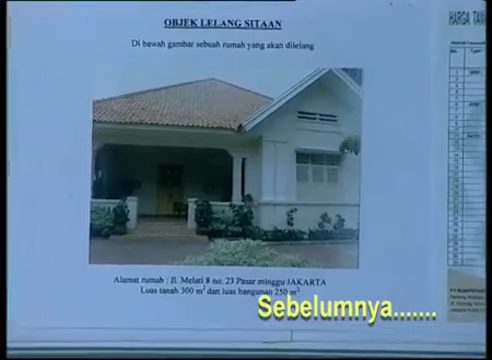 OBJEK LELANG SITAAN
Di bawah gambar sebuah rumah yang akan dilelang
Alamat rumah : Jl. Melati 8 no. 23 Pasar minggu JAKARTA
Luas tanah 300 m² dan luas bangunan 250 m²
Sebelumnya.......
HARGA TAN